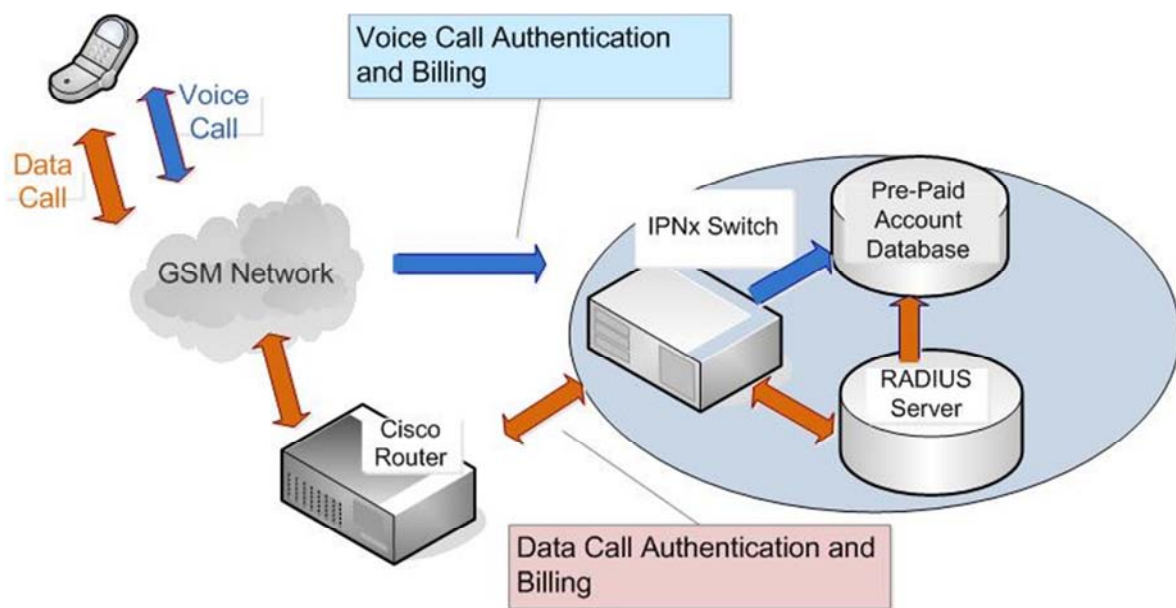 Voice Call Authentication
and Billing
Voice
Call
Data
Call
GSM Network
IPNx Switch
Pre-Paid
Account
Database
RADIUS
Server
Cisco
Router
Data Call Authentication and
Billing